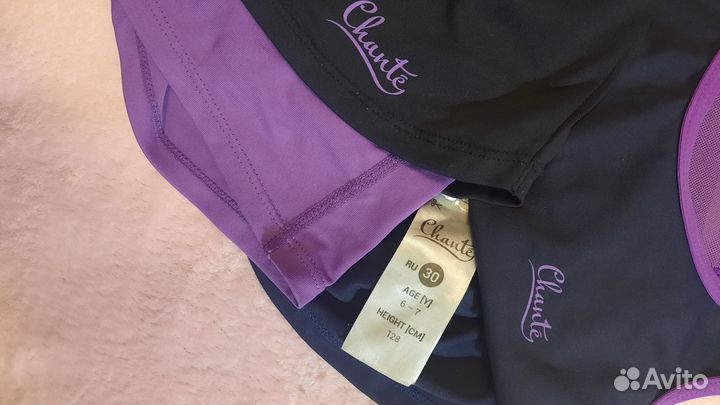 Chanté
Chanté
RU 30
AGE [Y]
6 – 7
HEIGHT [CM]
128
Chanté
Avito